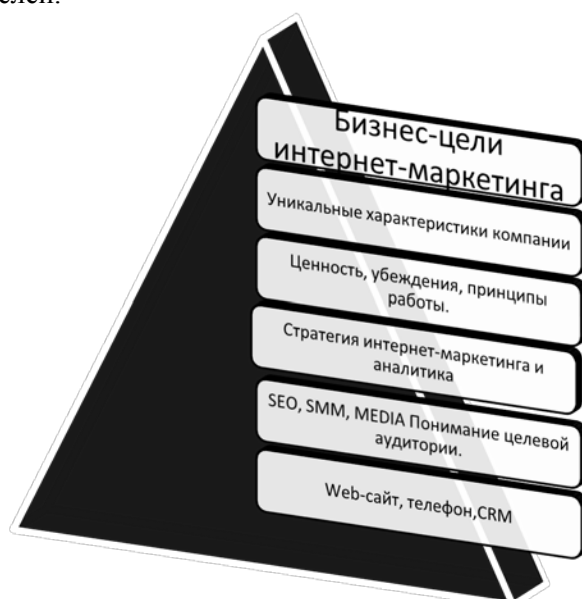 Бизнес-цели
интернет-маркетинга
Уникальные характеристики компании
Ценность, убеждения, принципы
работы.
Стратегия интернет-маркетинга и
аналитика
SEO, SMM, MEDIA Понимание целевой
аудитории.
Web-сайт, телефон,CRM